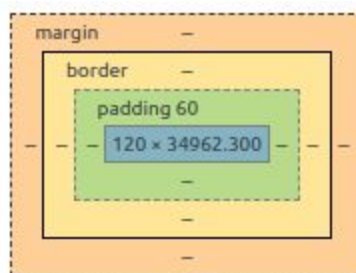 margin –
border –
padding 60
– – – 120 × 34962.300 – – –
–
–
–